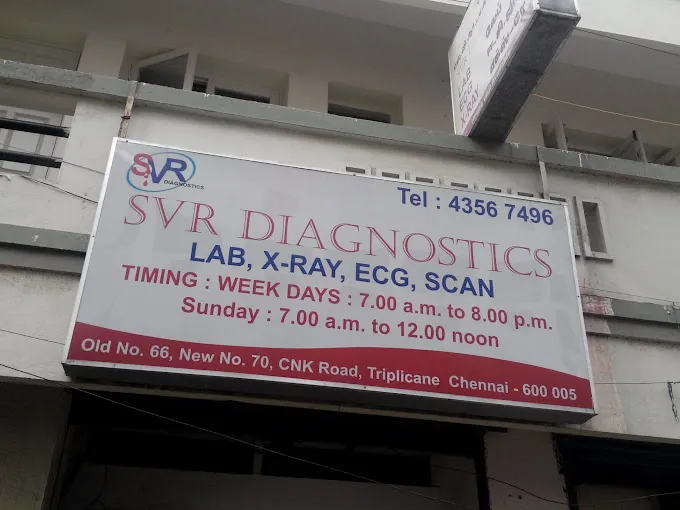 SVR
DIAGNOSTICS
Tel : 4356 7496
SVR DIAGNOSTICS
LAB, X-RAY, ECG, SCAN
TIMING : WEEK DAYS : 7.00 a.m. to 8.00 p.m.
Sunday : 7.00 a.m. to 12.00 noon
Old No. 66, New No. 70, CNK Road, Triplicane Chennai - 600 005
ECG
X-RAY